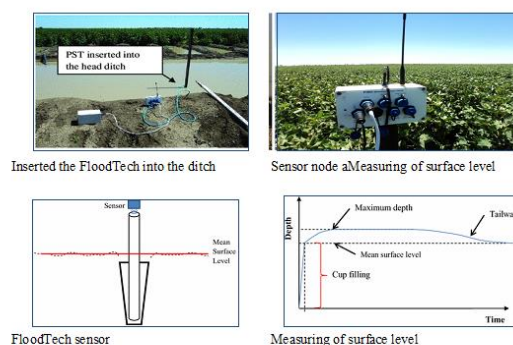 PST inserted into
the head ditch
Inserted the FloodTech into the ditch
Sensor node aMeasuring of surface level
Sensor
Mean
Surface
Level
FloodTech sensor
Depth
Maximum depth
Tailwa
Mean surface level
Cup filling
Time
Measuring of surface level